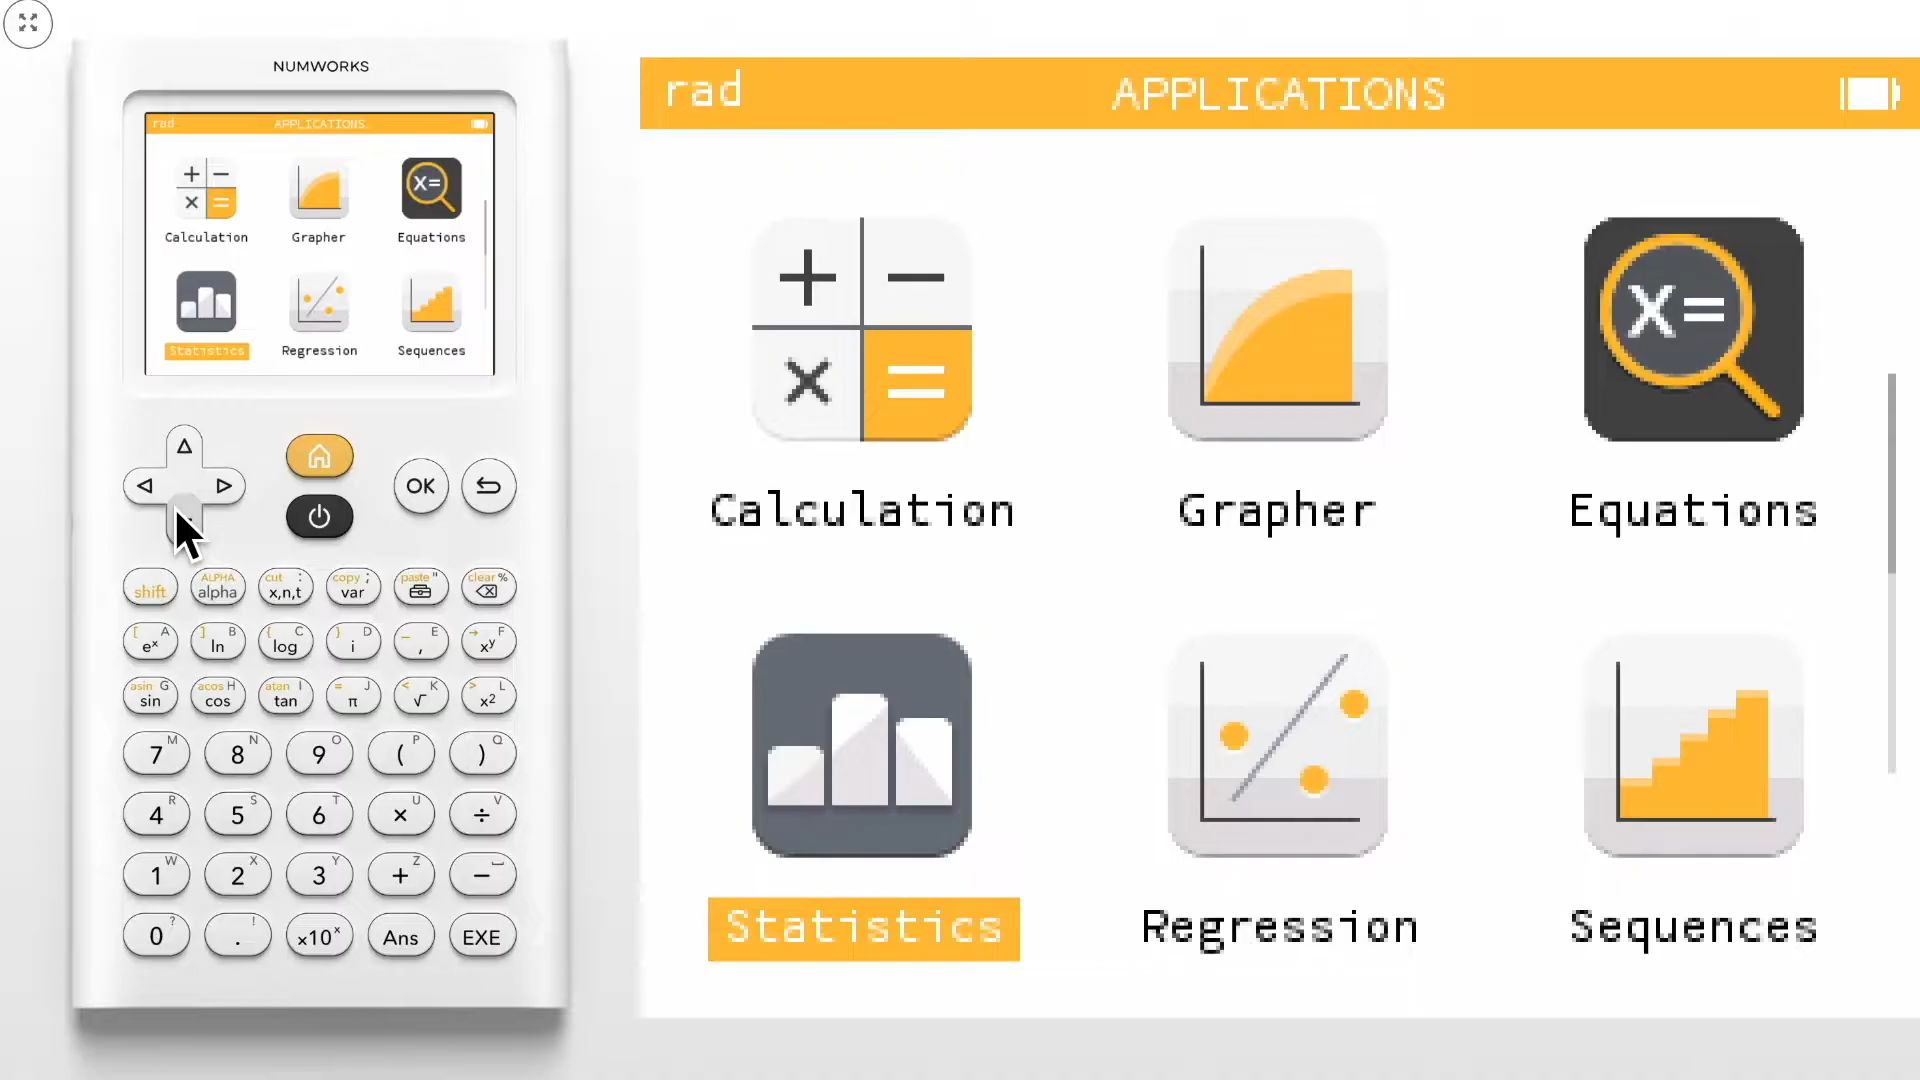 NUMWORKS
rad APPLICATIONS
Calculation Grapher Equations
Statistics Regression Sequences
OK
shift ALPHA alpha cut : x,n,t copy ; var paste " clear %
[ A eˣ ] B ln { C log } D i _ E , → F xʸ
asin G sin acos H cos atan I tan = J π < K √ > L x²
7 M 8 N 9 O ( P ) Q
4 R 5 S 6 T × U ÷ V
1 W 2 X 3 Y + Z −
0 ? . ! ×10ˣ Ans EXE
rad APPLICATIONS
+ −
× =
X=
Calculation Grapher Equations
Statistics Regression Sequences